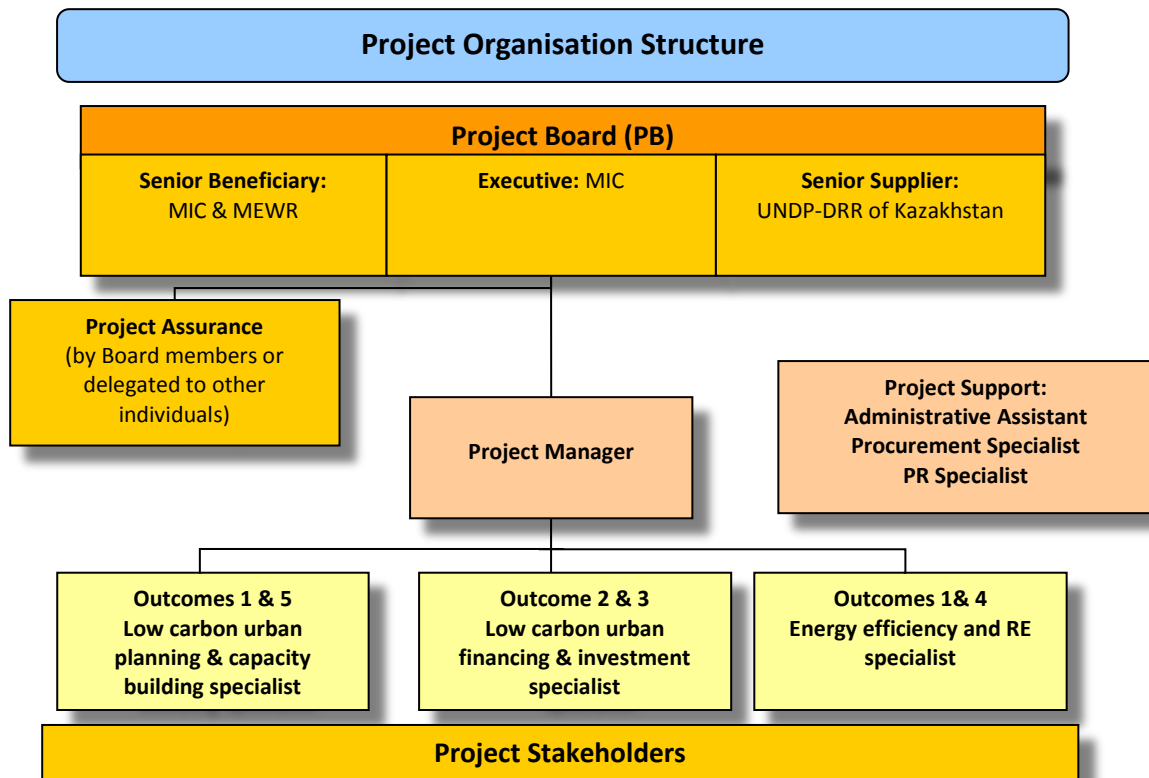 Project Organisation Structure
Project Board (PB)
Senior Beneficiary:
MIC & MEWR
Executive: MIC
Senior Supplier:
UNDP-DRR of Kazakhstan
Project Assurance
(by Board members or
delegated to other
individuals)
Project Manager
Project Support:
Administrative Assistant
Procurement Specialist
PR Specialist
Outcomes 1 & 5
Low carbon urban
planning & capacity
building specialist
Outcome 2 & 3
Low carbon urban
financing & investment
specialist
Outcomes 1& 4
Energy efficiency and RE
specialist
Project Stakeholders